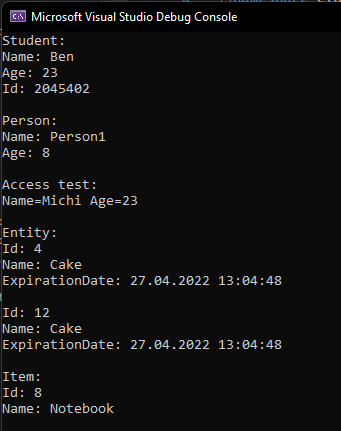 Microsoft Visual Studio Debug Console
Student:
Name: Ben
Age: 23
Id: 2045402
Person:
Name: Person1
Age: 8
Access test:
Name=Michi Age=23
Entity:
Id: 4
Name: Cake
ExpirationDate: 27.04.2022 13:04:48
Id: 12
Name: Cake
ExpirationDate: 27.04.2022 13:04:48
Item:
Id: 8
Name: Notebook